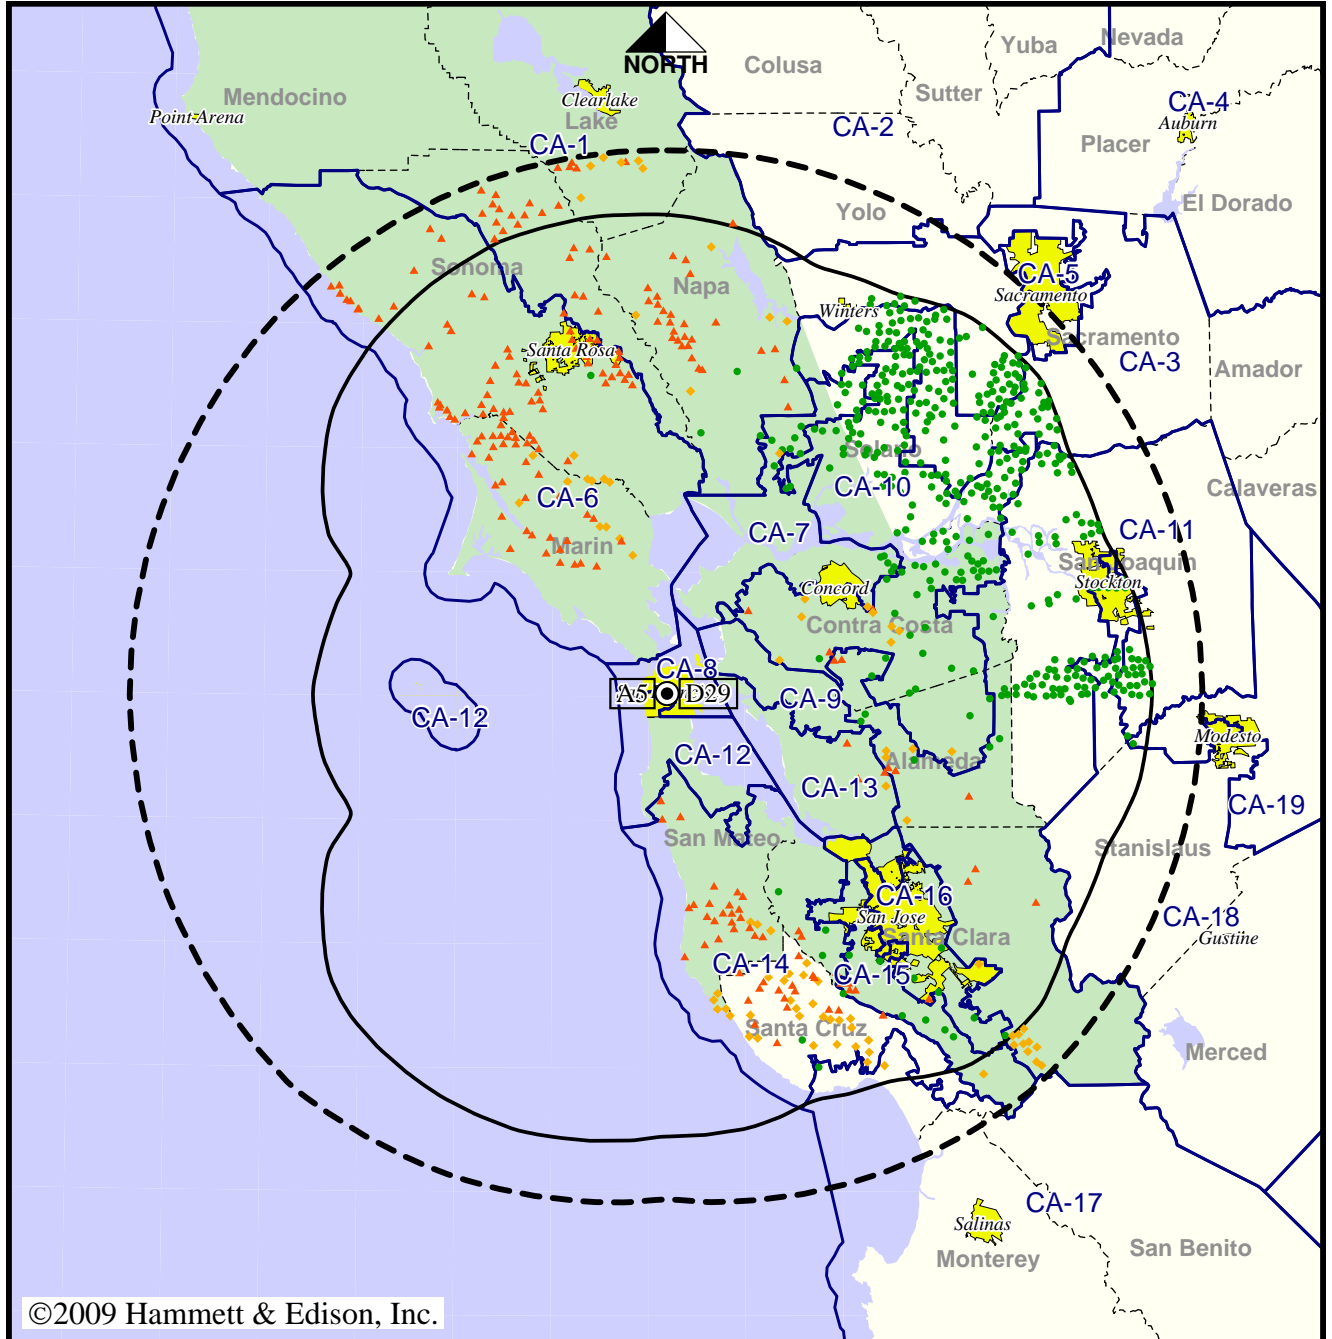 Nevada
Yuba
NORTH
Colusa
Sutter
Mendocino
Clearlake
CA-4
Point Arena
Lake
Auburn
CA-2
CA-1
Placer
Yolo
El Dorado
Sonoma
CA-5
Napa
Sacramento
Winters
Sacramento
Santa Rosa
CA-3
Amador
Solano
CA-10
Calaveras
CA-6
CA-7
CA-11
Marin
San Joaquin
Concord
Stockton
Contra Costa
CA-8
A5
D29
CA-9
CA-12
Modesto
CA-12
Alameda
CA-13
CA-19
San Mateo
Stanislaus
CA-16
San Jose
CA-18
Santa Clara
Gustine
CA-14
CA-15
Santa Cruz
Merced
CA-17
Salinas
Monterey
San Benito
©2009 Hammett & Edison, Inc.